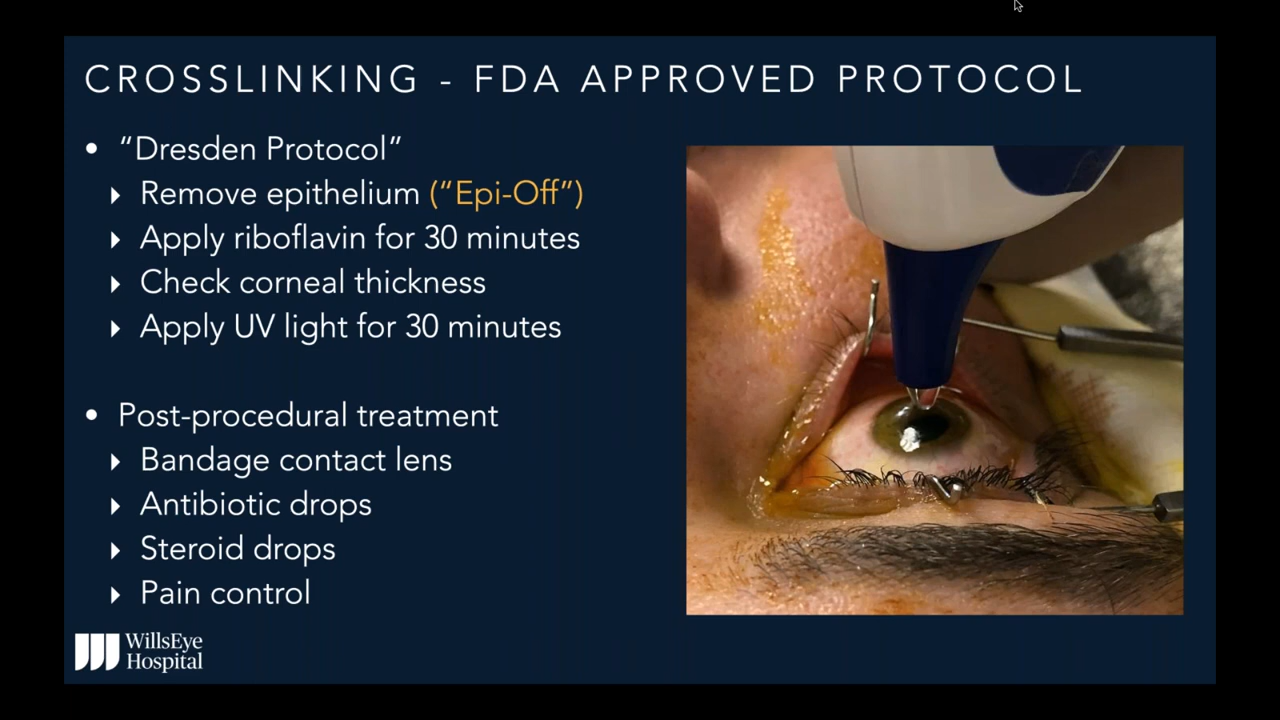 CROSSLINKING - FDA APPROVED PROTOCOL
• “Dresden Protocol”
Remove epithelium (“Epi-Off”)
Apply riboflavin for 30 minutes
Check corneal thickness
Apply UV light for 30 minutes
• Post-procedural treatment
Bandage contact lens
Antibiotic drops
Steroid drops
Pain control
WillsEye
Hospital